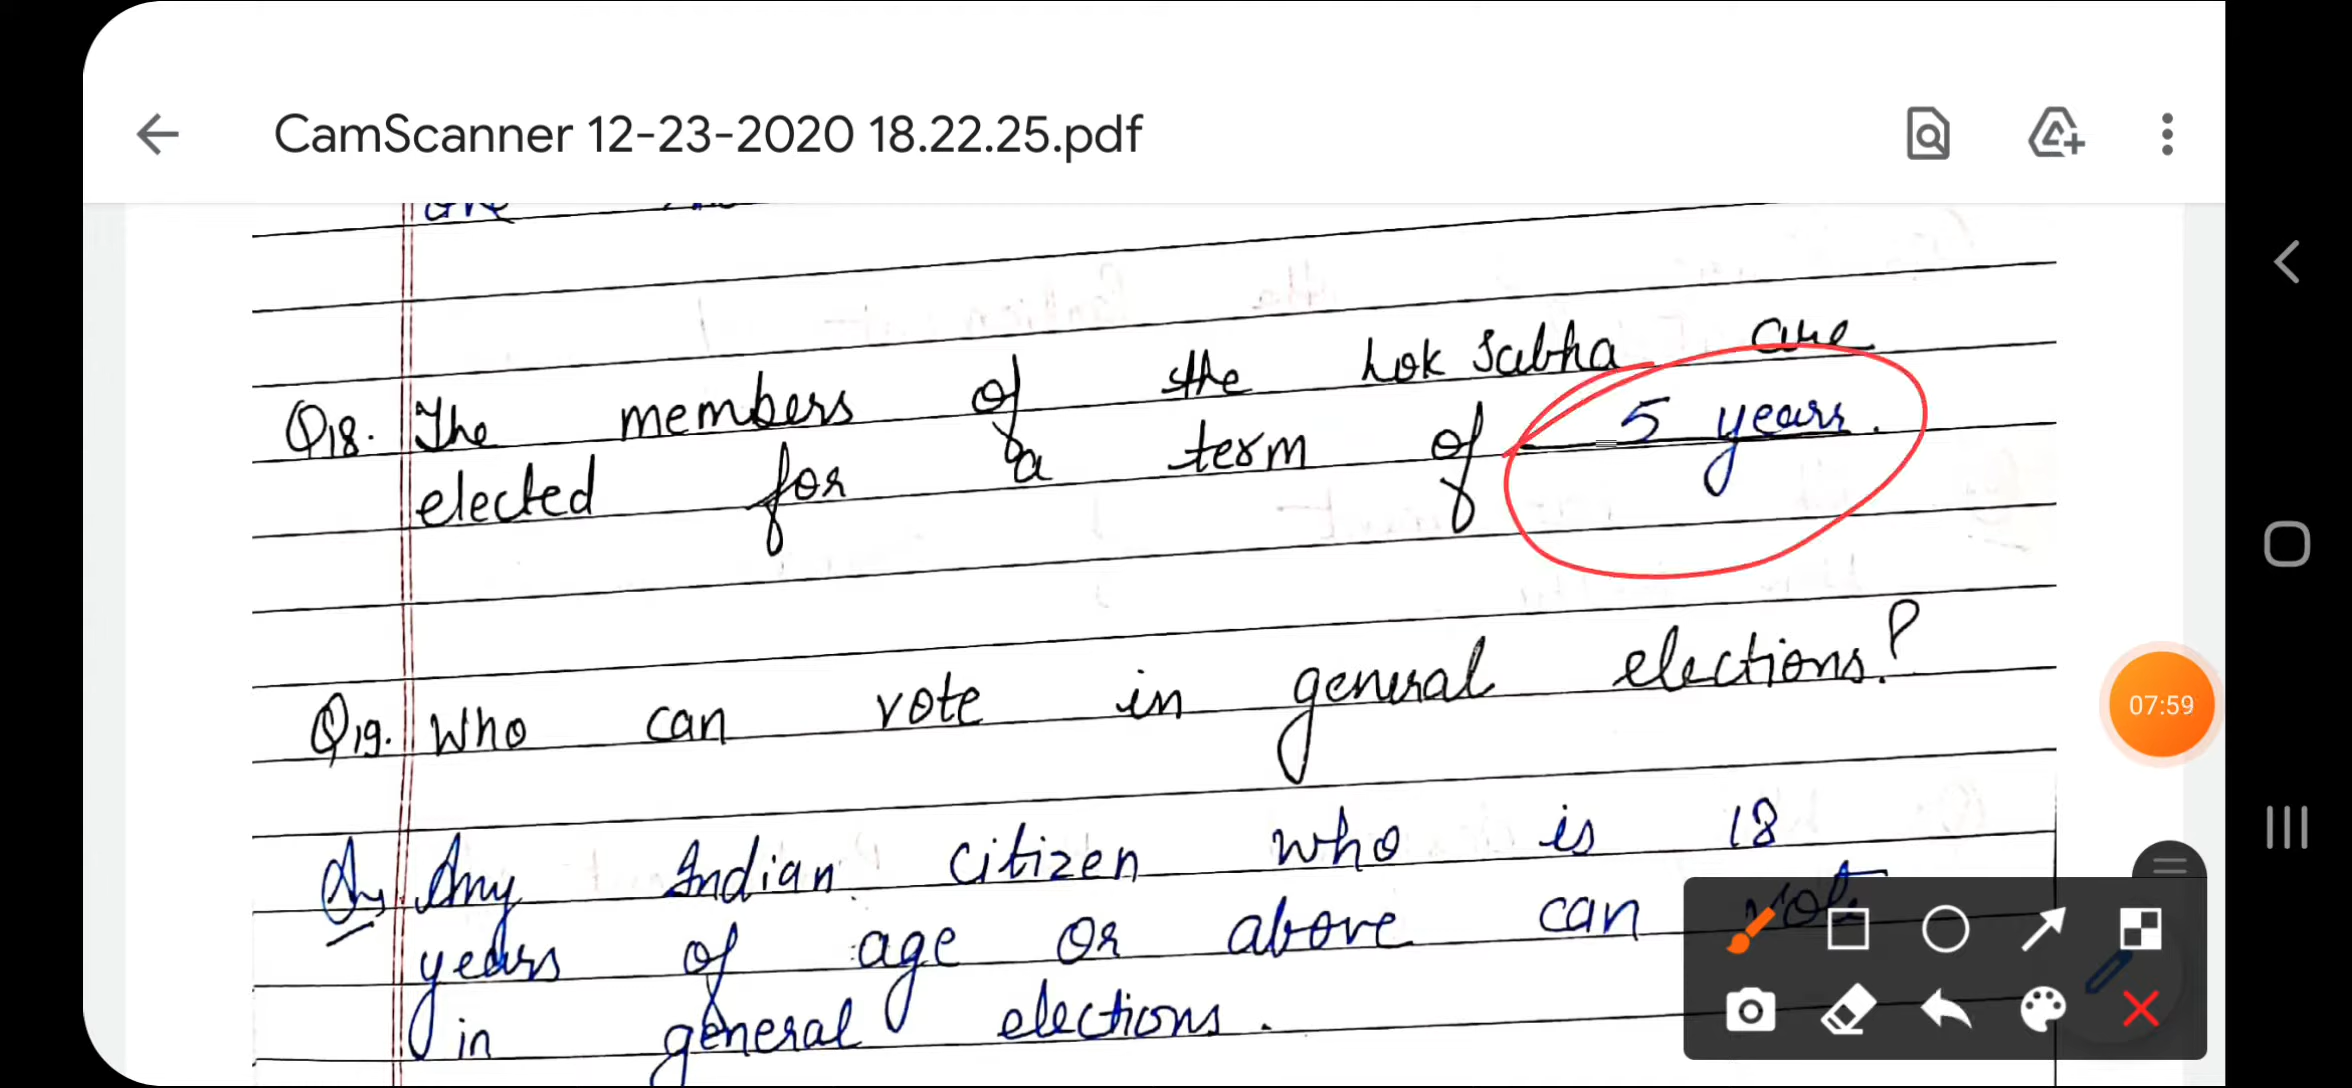 CamScanner 12-23-2020 18.22.25.pdf
Q18. The members of the Lok Sabha are
elected for a term of 5 years.
Q19. Who can vote in general elections?
07:59
Ans Any Indian citizen who is 18
years of age or above can vote
in general elections.